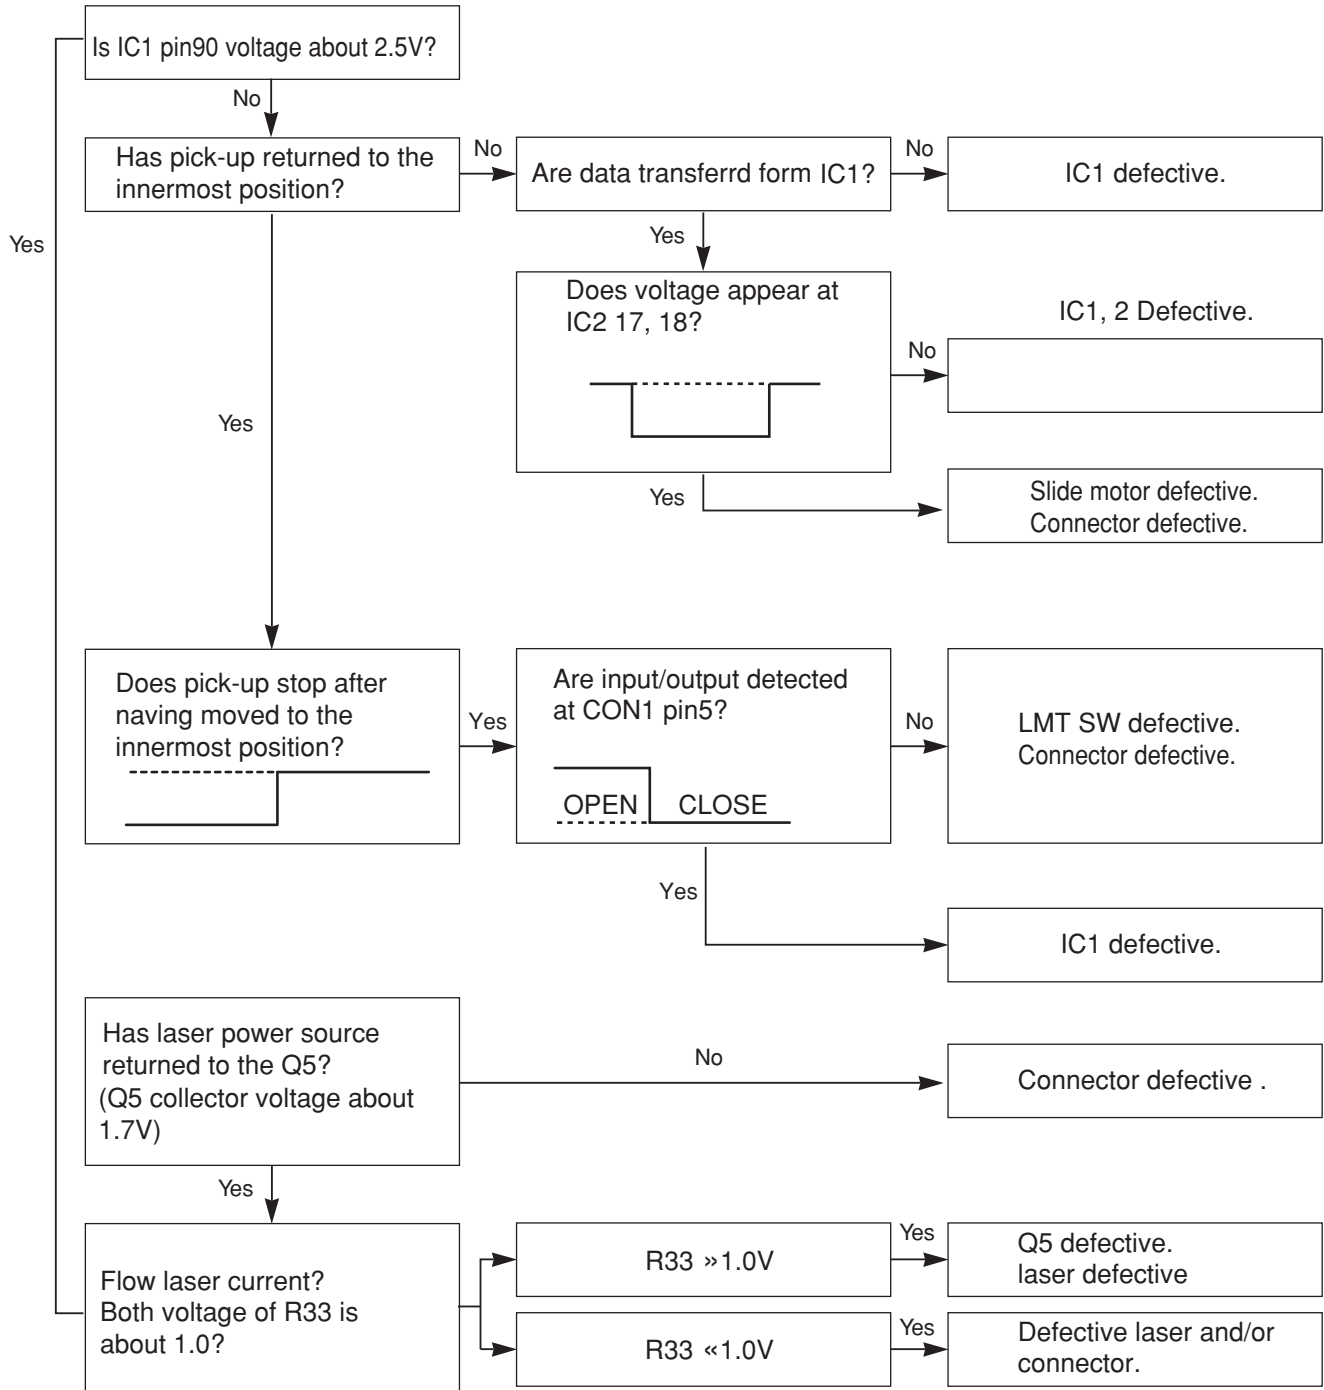 Is IC1 pin90 voltage about 2.5V?
No
Has pick-up returned to the
innermost position?
No
Are data transferrd form IC1?
No
IC1 defective.
Yes
Yes
Does voltage appear at
IC2 17, 18?
No
IC1, 2 Defective.
Yes
Yes
Slide motor defective.
Connector defective.
Does pick-up stop after
naving moved to the
innermost position?
Yes
Are input/output detected
at CON1 pin5?
OPEN CLOSE
No
LMT SW defective.
Connector defective.
Yes
IC1 defective.
Has laser power source
returned to the Q5?
(Q5 collector voltage about
1.7V)
No
Connector defective .
Yes
Flow laser current?
Both voltage of R33 is
about 1.0?
R33 »1.0V
Yes
Q5 defective.
laser defective
R33 «1.0V
Yes
Defective laser and/or
connector.